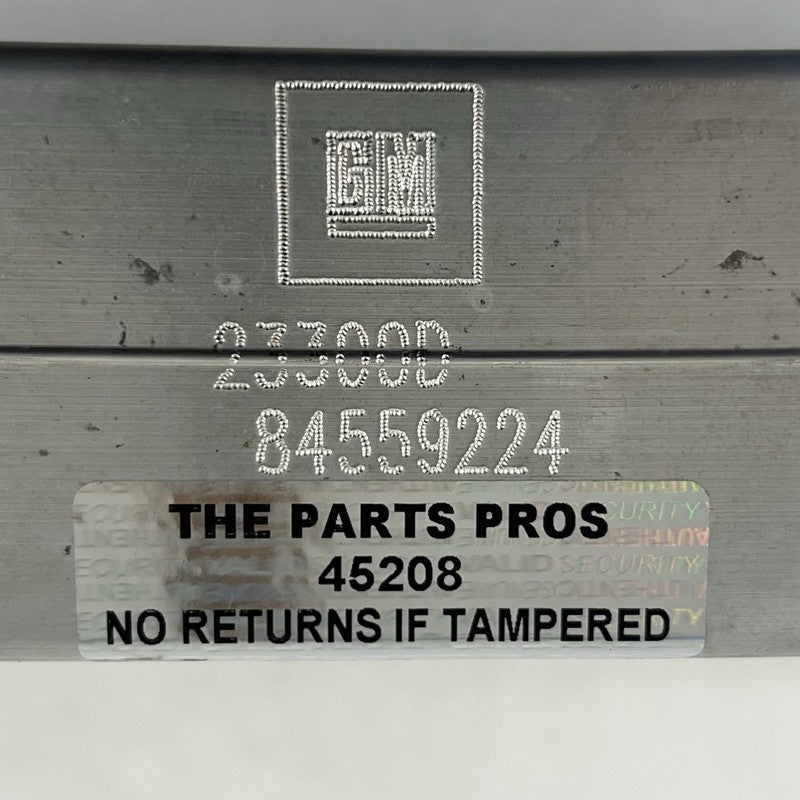 GM
23300D
84559224
THE PARTS PROS
45208
NO RETURNS IF TAMPERED